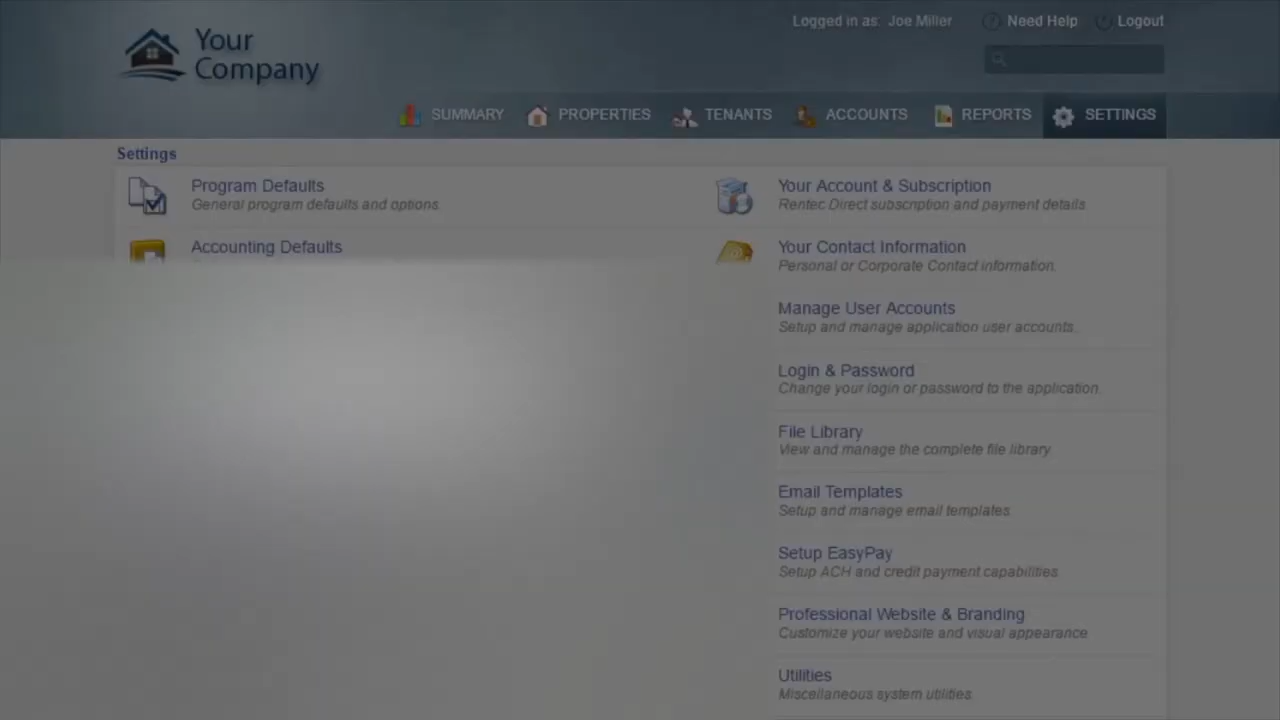 Logged in as: Joe Miller
Need Help
Logout
Your
Company
SUMMARY
PROPERTIES
TENANTS
ACCOUNTS
REPORTS
SETTINGS
Settings
Program Defaults
General program defaults and options.
Your Account & Subscription
Rentec Direct subscription and payment details
Accounting Defaults
Your Contact Information
Personal or Corporate Contact information.
Manage User Accounts
Setup and manage application user accounts.
Login & Password
Change your login or password to the application.
File Library
View and manage the complete file library
Email Templates
Setup and manage email templates.
Setup EasyPay
Setup ACH and credit payment capabilities.
Professional Website & Branding
Customize your website and visual appearance
Utilities
Miscellaneous system utilities.